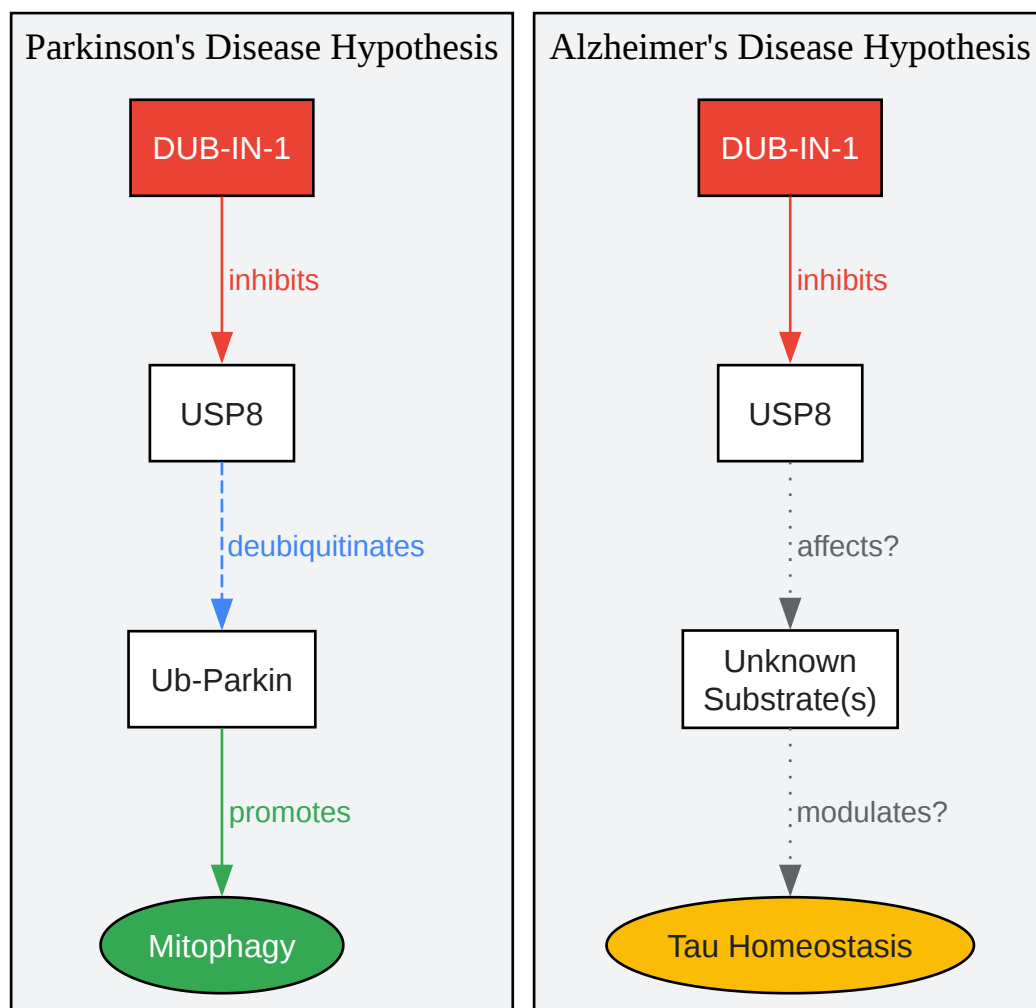 Parkinson's Disease Hypothesis
DUB-IN-1
inhibits
USP8
deubiquitinates
Ub-Parkin
promotes
Mitophagy
Alzheimer's Disease Hypothesis
DUB-IN-1
inhibits
USP8
affects?
Unknown
Substrate(s)
modulates?
Tau Homeostasis